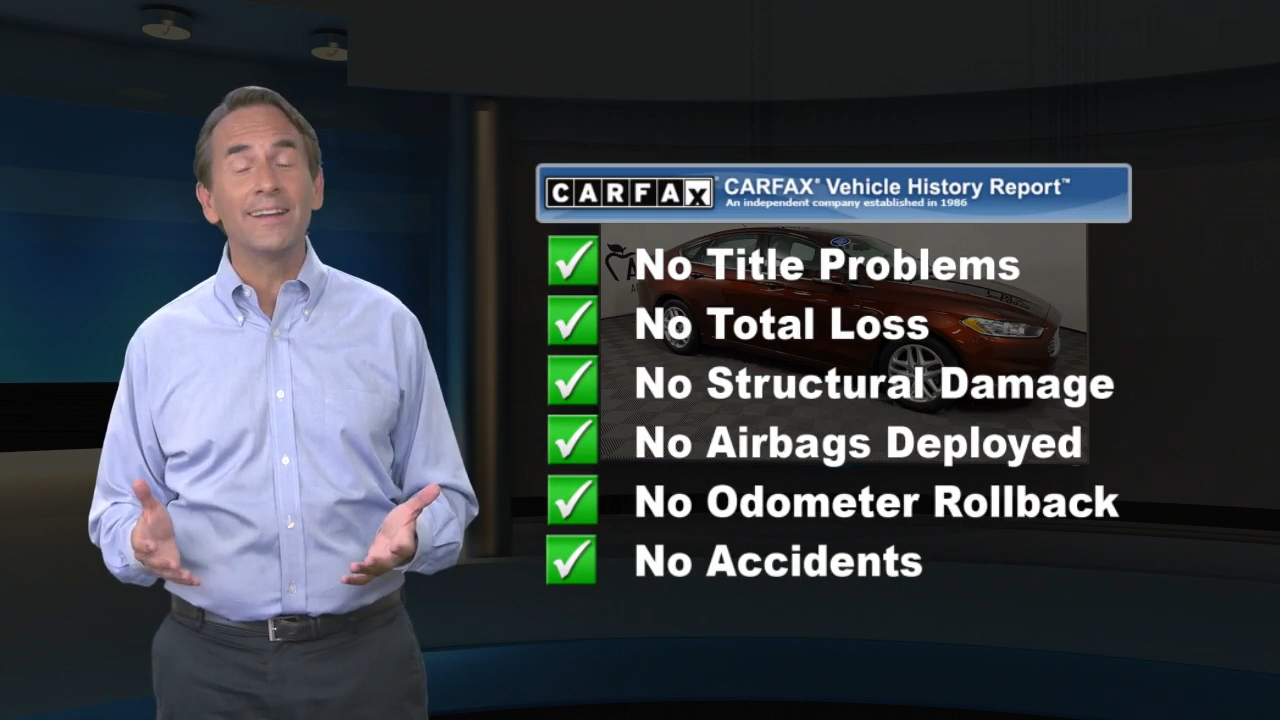 CARFAX
CARFAX® Vehicle History Report™
An independent company established in 1986
No Title Problems
No Total Loss
No Structural Damage
No Airbags Deployed
No Odometer Rollback
No Accidents